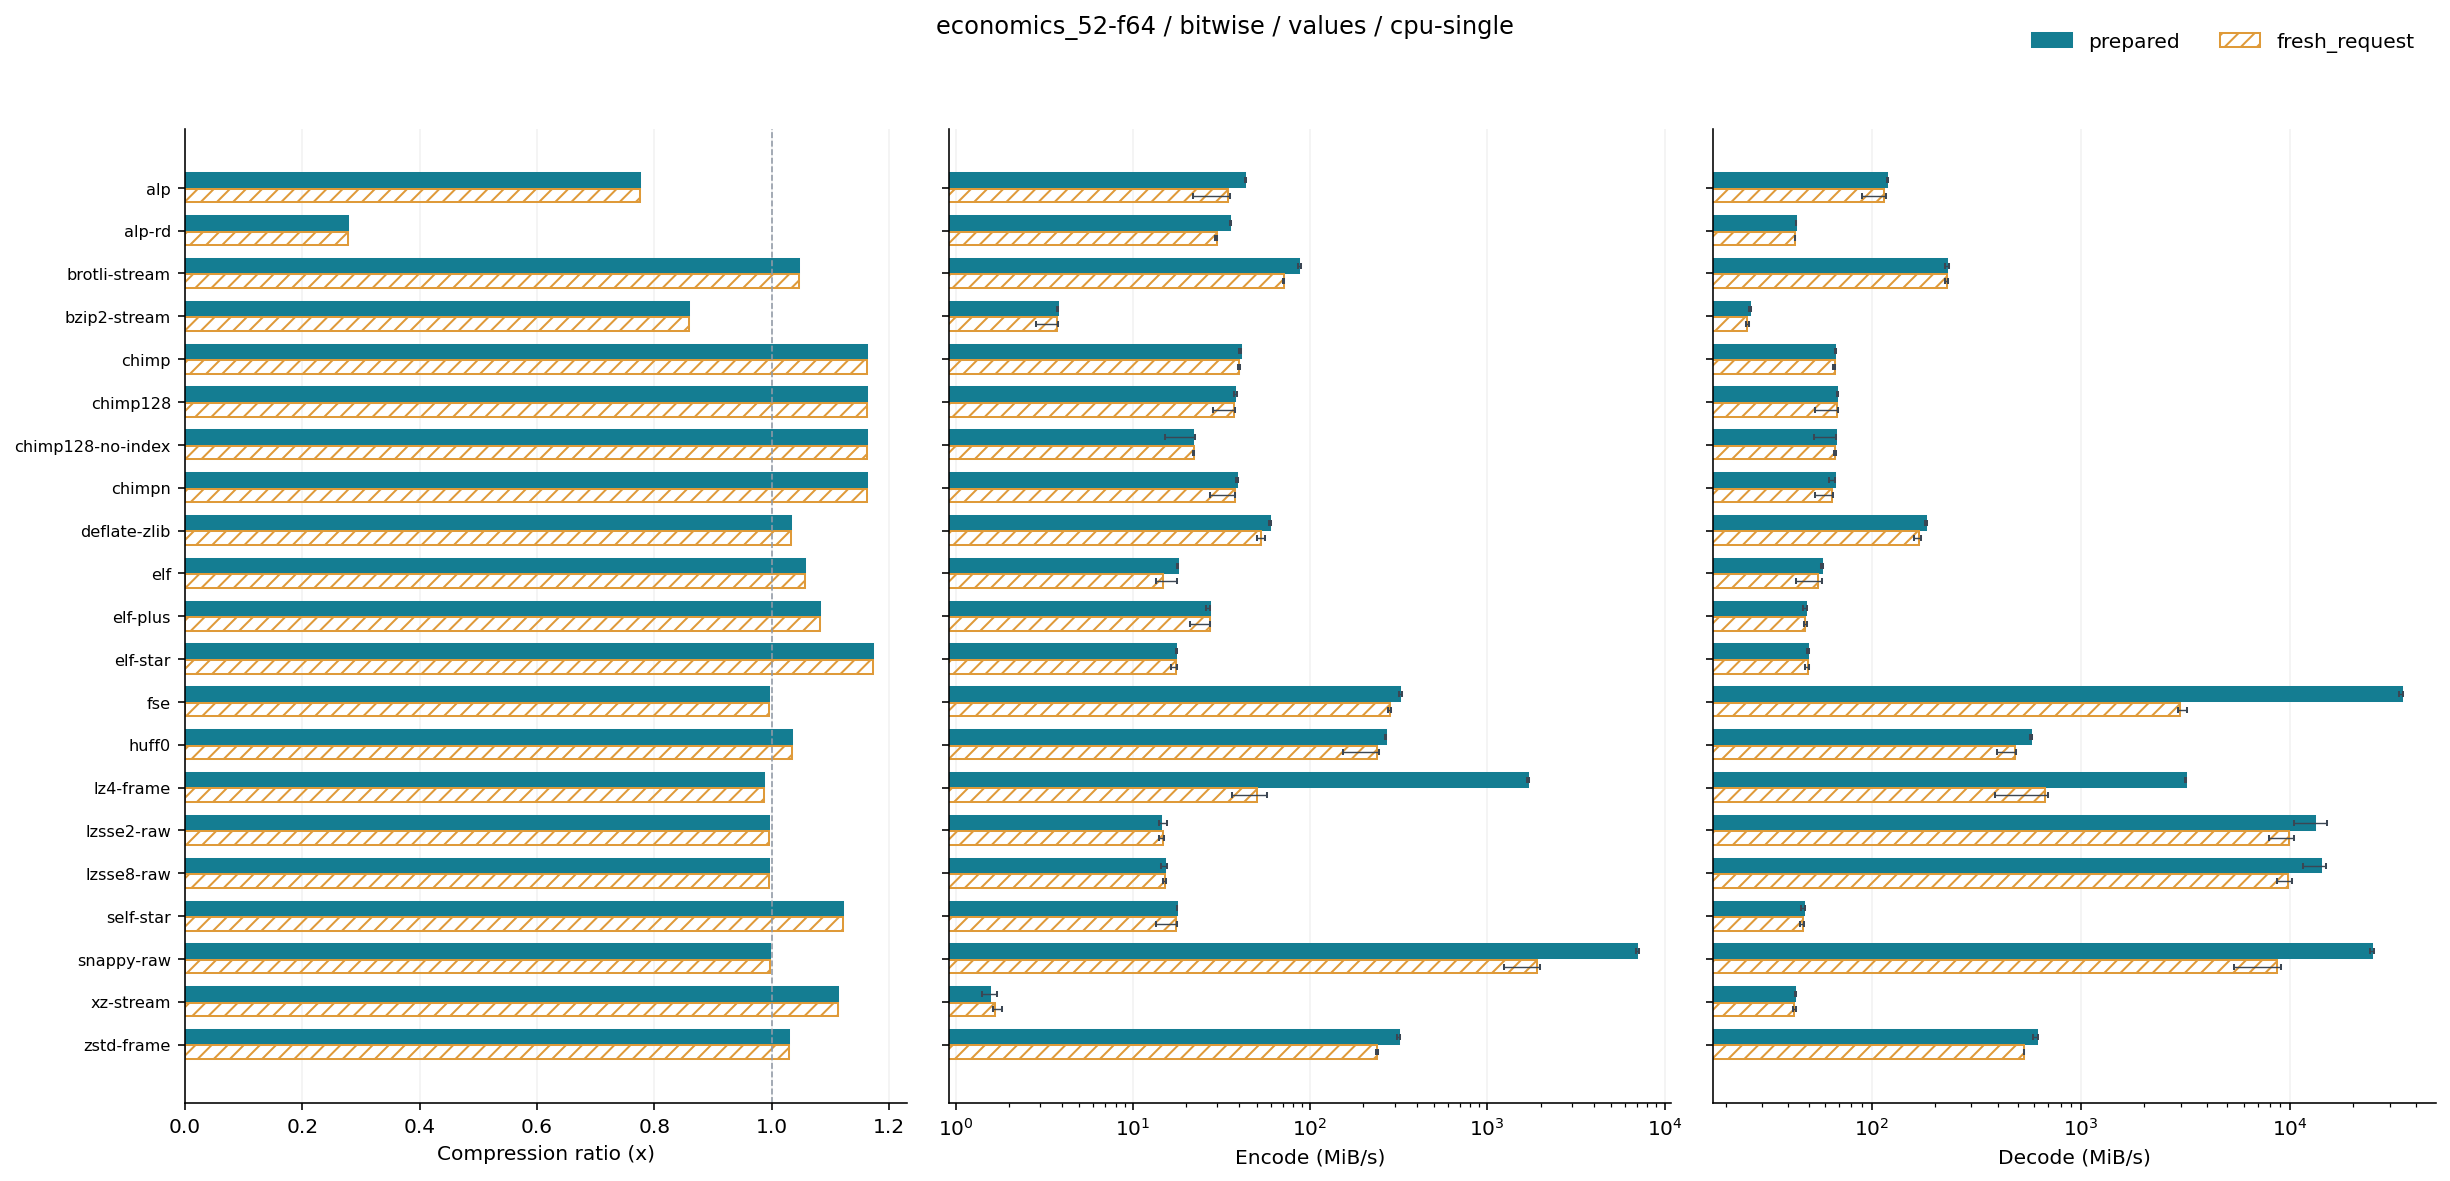 economics_52-f64 / bitwise / values / cpu-single
prepared
fresh_request
alp
alp-rd
brotli-stream
bzip2-stream
chimp
chimp128
chimp128-no-index
chimpn
deflate-zlib
elf
elf-plus
elf-star
fse
huff0
lz4-frame
lzsse2-raw
lzsse8-raw
self-star
snappy-raw
xz-stream
zstd-frame
0.0 0.2 0.4 0.6 0.8 1.0 1.2
Compression ratio (x)
10⁰ 10¹ 10² 10³ 10⁴
Encode (MiB/s)
10² 10³ 10⁴
Decode (MiB/s)